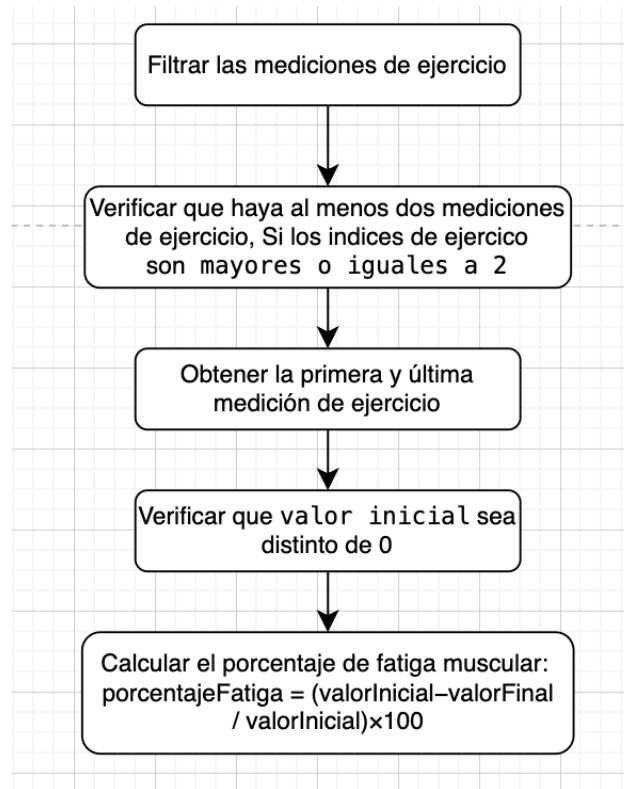 Filtrar las mediciones de ejercicio
Verificar que haya al menos dos mediciones
de ejercicio, Si los indices de ejercico
son mayores o iguales a 2
Obtener la primera y última
medición de ejercicio
Verificar que valor inicial sea
distinto de 0
Calcular el porcentaje de fatiga muscular:
porcentajeFatiga = (valorInicial−valorFinal
/ valorInicial)×100